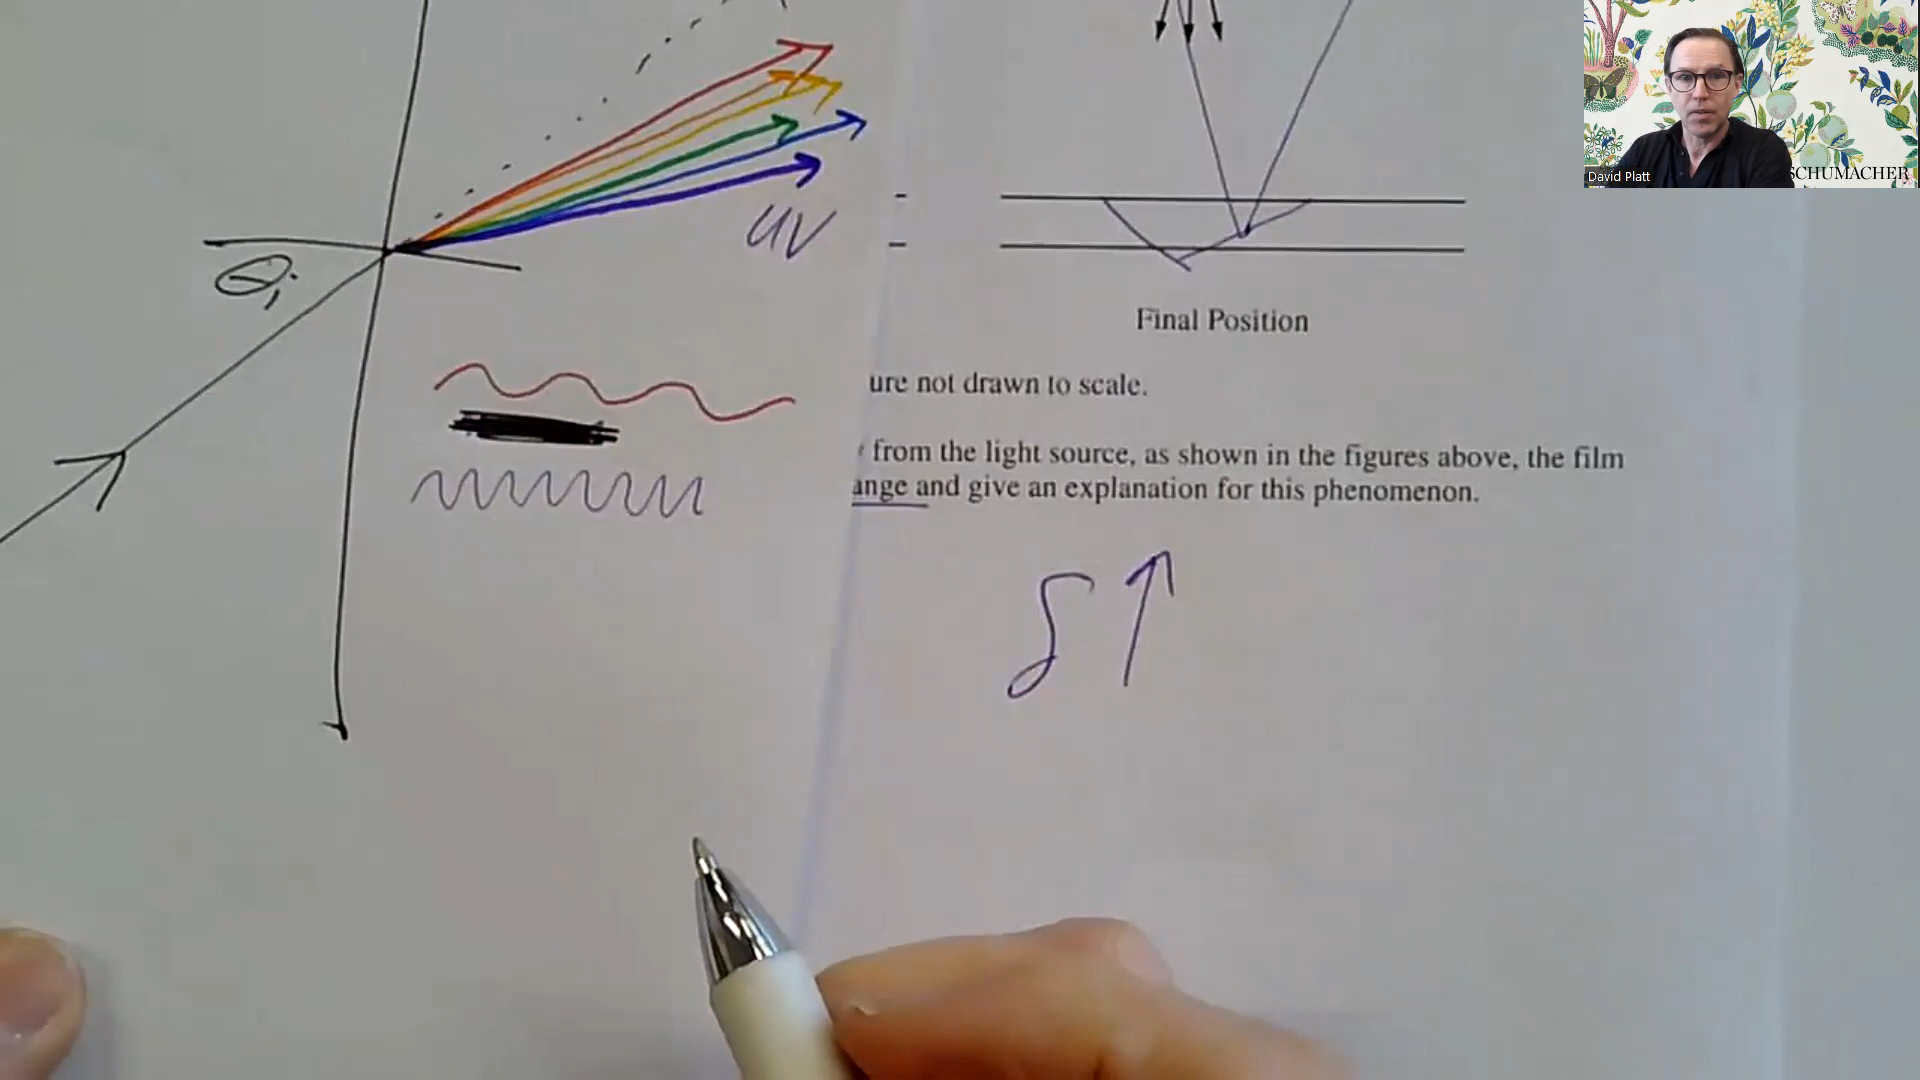 David Platt
SCHUMACHER
UV
θi
Final Position
ure not drawn to scale.
from the light source, as shown in the figures above, the film
ange and give an explanation for this phenomenon.
δ ↑